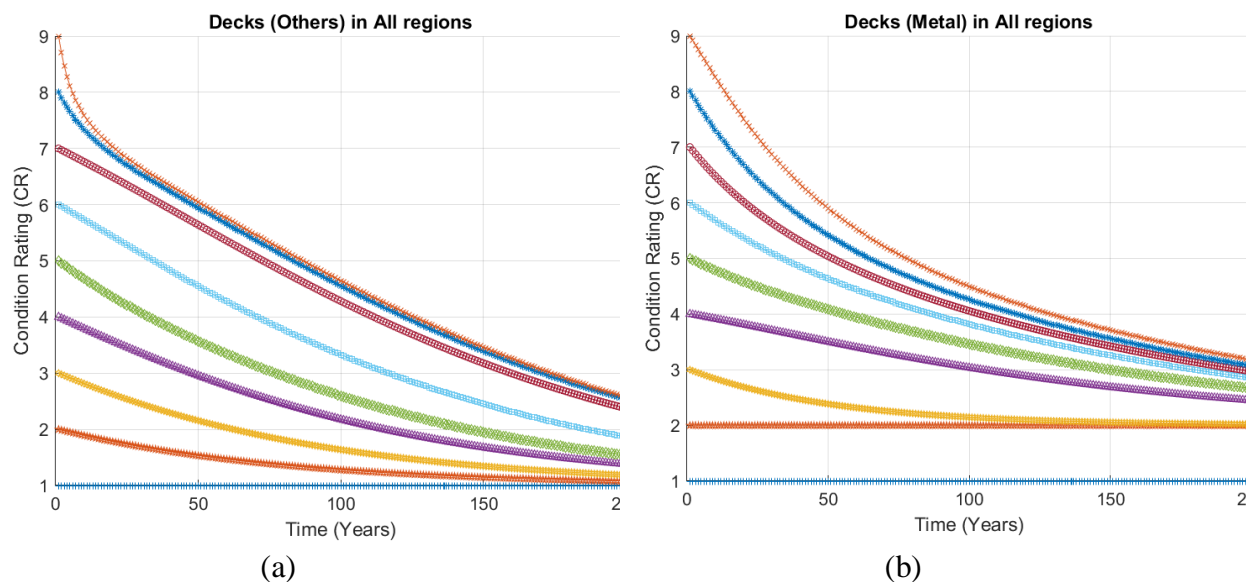 Decks (Others) in All regions
9
8
7
6
5
4
3
2
1
Condition Rating (CR)
0 50 100 150 2
Time (Years)
(a)
Decks (Metal) in All regions
9
8
7
6
5
4
3
2
1
Condition Rating (CR)
0 50 100 150 2
Time (Years)
(b)